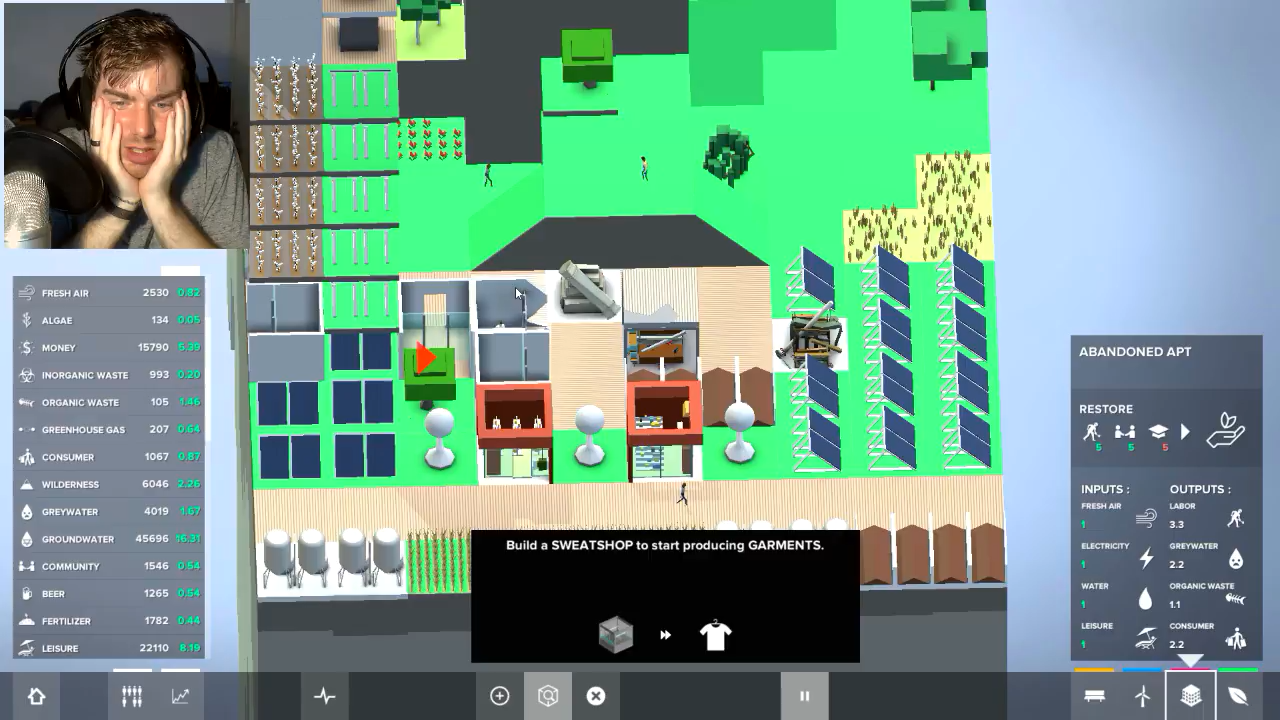 FRESH AIR 2530 0.82
ALGAE 134 0.05
MONEY 15790 5.39
INORGANIC WASTE 993 0.20
ORGANIC WASTE 105 1.46
GREENHOUSE GAS 207 0.64
CONSUMER 1067 0.87
WILDERNESS 6046 2.26
GREYWATER 4019 1.67
GROUNDWATER 45696 16.31
COMMUNITY 1546 0.54
BEER 1265 0.54
FERTILIZER 1782 0.44
LEISURE 22110 8.19
Build a SWEATSHOP to start producing GARMENTS.
2
ABANDONED APT
RESTORE
5 5 5
INPUTS : OUTPUTS :
FRESH AIR LABOR
1 3.3
ELECTRICITY GREYWATER
1 2.2
WATER ORGANIC WASTE
1 1.1
LEISURE CONSUMER
1 2.2